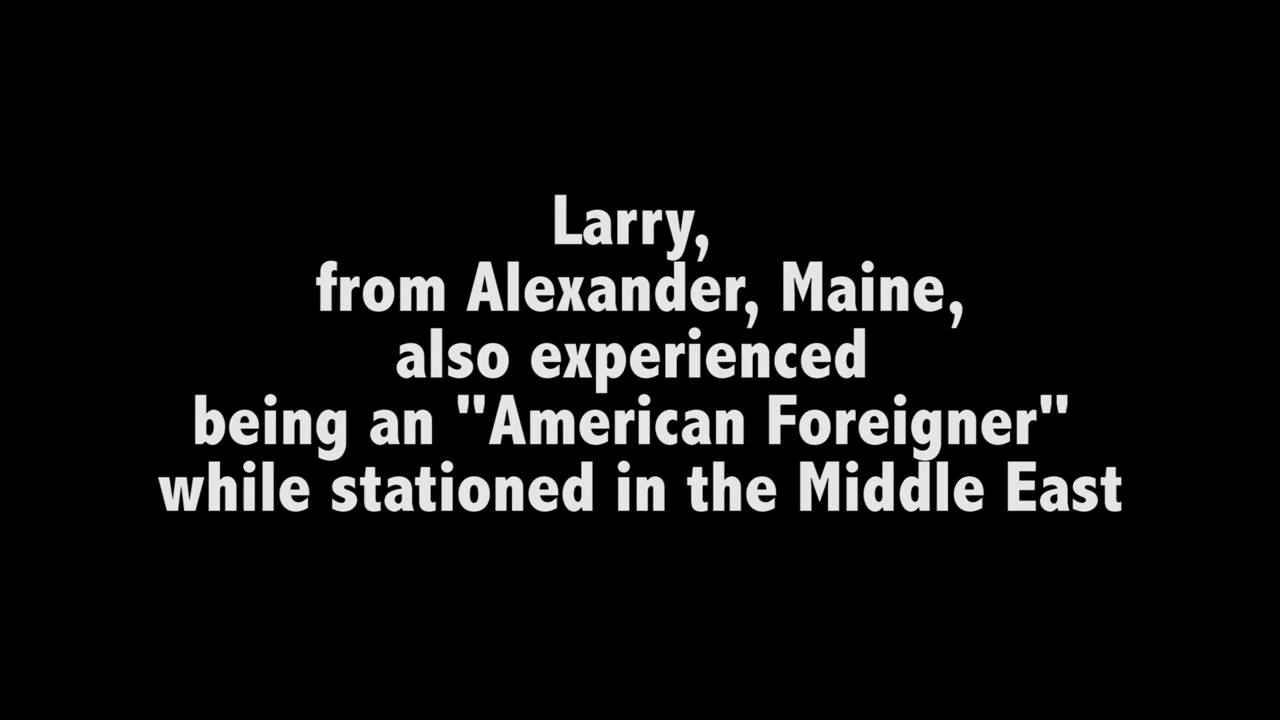 Larry,
from Alexander, Maine,
also experienced
being an "American Foreigner"
while stationed in the Middle East